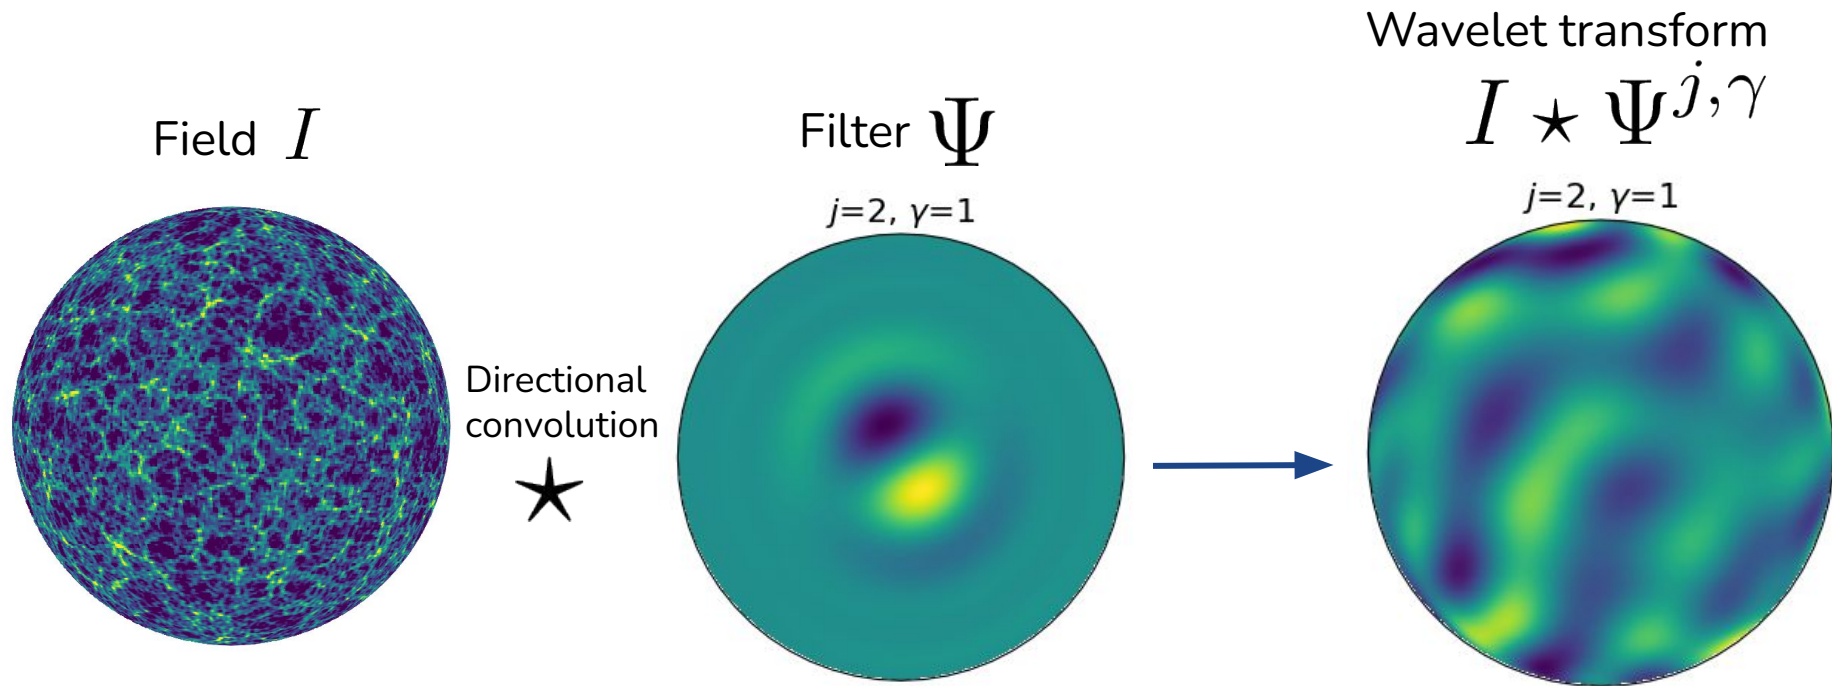 Field I
Directional
convolution
⋆
Filter Ψ
j=2, γ=1
Wavelet transform
I ⋆ Ψ^{j,γ}
j=2, γ=1